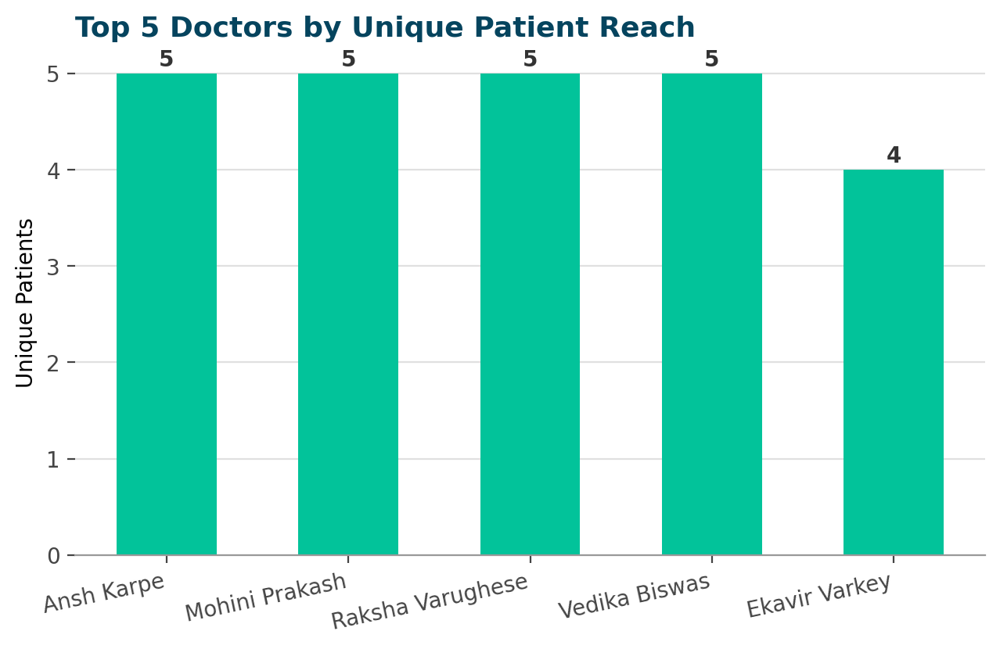 Top 5 Doctors by Unique Patient Reach
5 5 5 5
5
4
4
3
2
1
0
Unique Patients
Ansh Karpe
Mohini Prakash
Raksha Varughese
Vedika Biswas
Ekavir Varkey